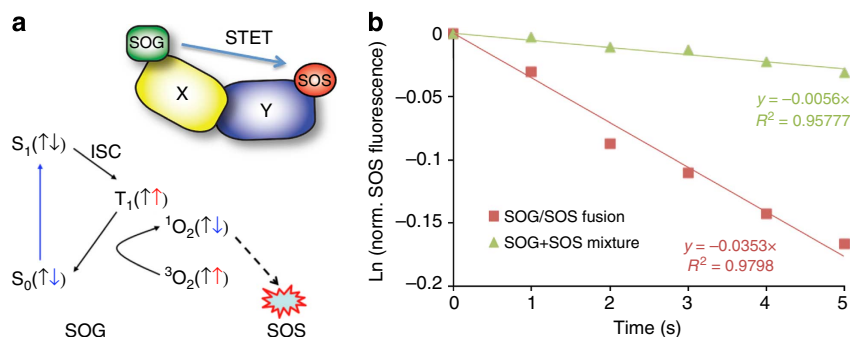 a
SOG
STET
SOS
X
Y
S₁(↑↓)
ISC
T₁(↑↑)
¹O₂(↑↓)
S₀(↑↓)
³O₂(↑↑)
SOG
SOS
b
Ln (norm. SOS fluorescence)
0
−0.05
−0.1
−0.15
−0.2
y = −0.0056×
R² = 0.95777
SOG/SOS fusion
SOG+SOS mixture
y = −0.0353×
R² = 0.9798
0 1 2 3 4 5
Time (s)